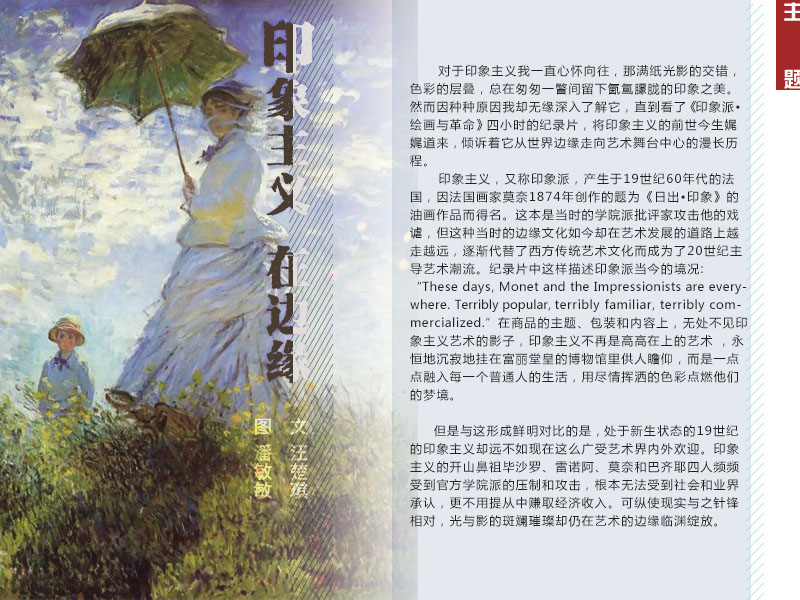 印象主义 在边缘
文 汪楚琪
图 潘敏敏
主
题
对于印象主义我一直心怀向往，那满纸光影的交错，
色彩的层叠，总在匆匆一瞥间留下氤氲朦胧的印象之美。
然而因种种原因我却无缘深入了解它，直到看了《印象派•
绘画与革命》四小时的纪录片，将印象主义的前世今生娓
娓道来，倾诉着它从世界边缘走向艺术舞台中心的漫长历
程。
印象主义，又称印象派，产生于19世纪60年代的法
国，因法国画家莫奈1874年创作的题为《日出•印象》的
油画作品而得名。这本是当时的学院派批评家攻击他的戏
谑，但这种当时的边缘文化如今却在艺术发展的道路上越
走越远，逐渐代替了西方传统艺术文化而成为了20世纪主
导艺术潮流。纪录片中这样描述印象派当今的境况：
“These days, Monet and the Impressionists are every-
where. Terribly popular, terribly familiar, terribly com-
mercialized.”在商品的主题、包装和内容上，无处不见印
象主义艺术的影子，印象主义不再是高高在上的艺术 ，永
恒地沉寂地挂在富丽堂皇的博物馆里供人瞻仰，而是一点
点融入每一个普通人的生活，用尽情挥洒的色彩点燃他们
的梦境。
但是与这形成鲜明对比的是，处于新生状态的19世纪
的印象主义却远不如现在这么广受艺术界内外欢迎。印象
主义的开山鼻祖毕沙罗、雷诺阿、莫奈和巴齐耶四人频频
受到官方学院派的压制和攻击，根本无法受到社会和业界
承认，更不用提从中赚取经济收入。可纵使现实与之针锋
相对，光与影的斑斓璀璨却仍在艺术的边缘临渊绽放。